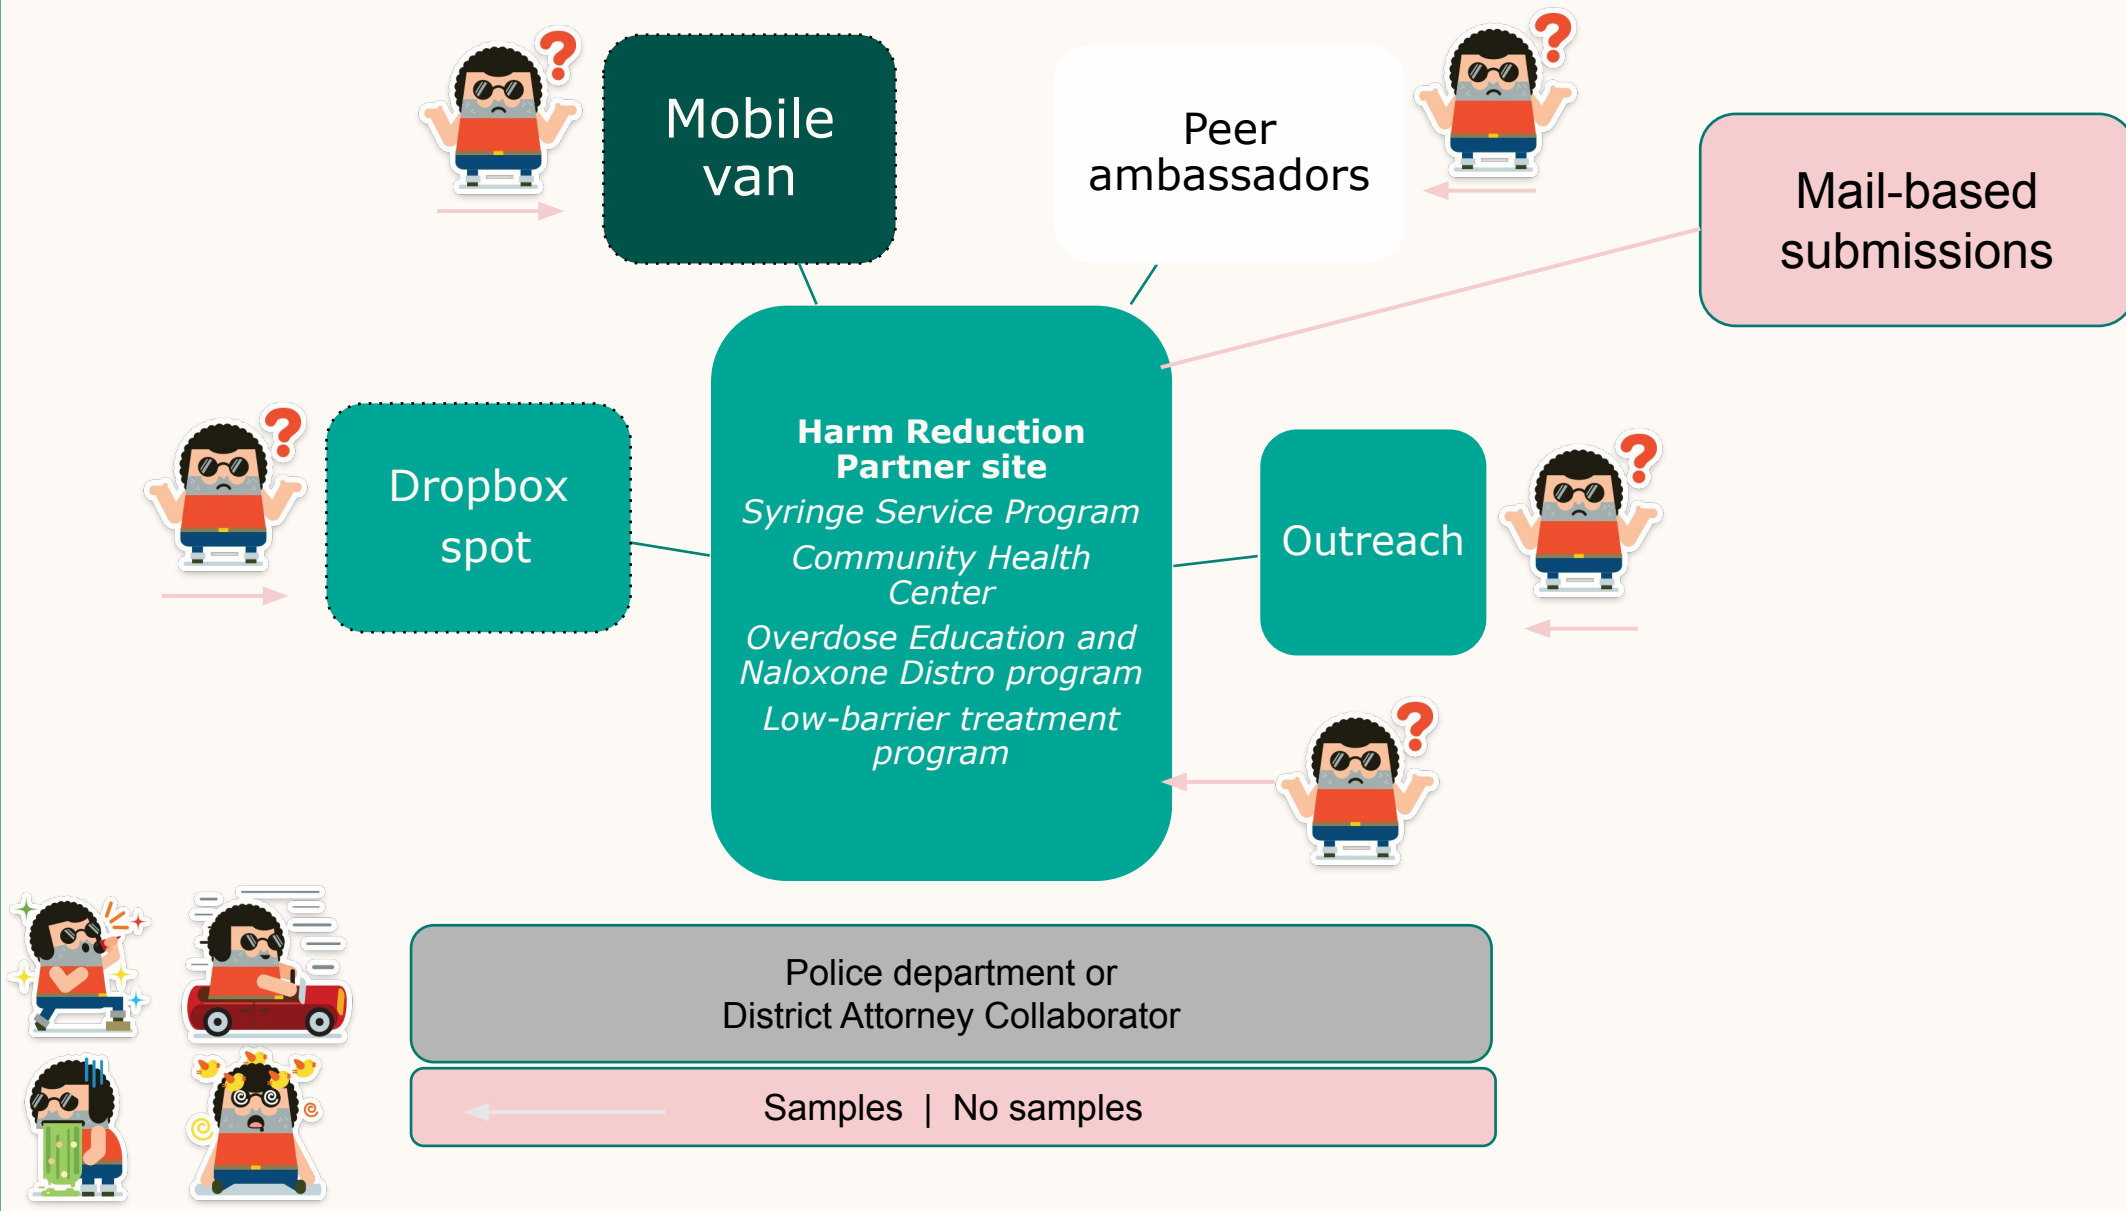 Mobile
van
Peer
ambassadors
Mail-based
submissions
Dropbox
spot
Harm Reduction
Partner site
Syringe Service Program
Community Health
Center
Overdose Education and
Naloxone Distro program
Low-barrier treatment
program
Outreach
Police department or
District Attorney Collaborator
Samples | No samples